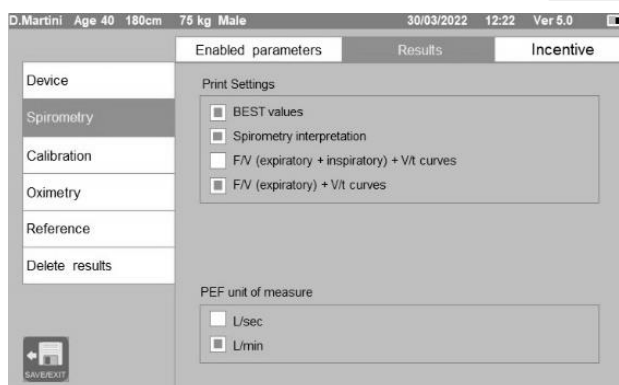 D.Martini Age 40 180cm 75 kg Male 30/03/2022 12:22 Ver 5.0
Enabled parameters Results Incentive
Device
Spirometry
Calibration
Oximetry
Reference
Delete results
Print Settings
BEST values
Spirometry interpretation
F/V (expiratory + inspiratory) + V/t curves
F/V (expiratory) + V/t curves
PEF unit of measure
L/sec
L/min
SAVE/EXIT